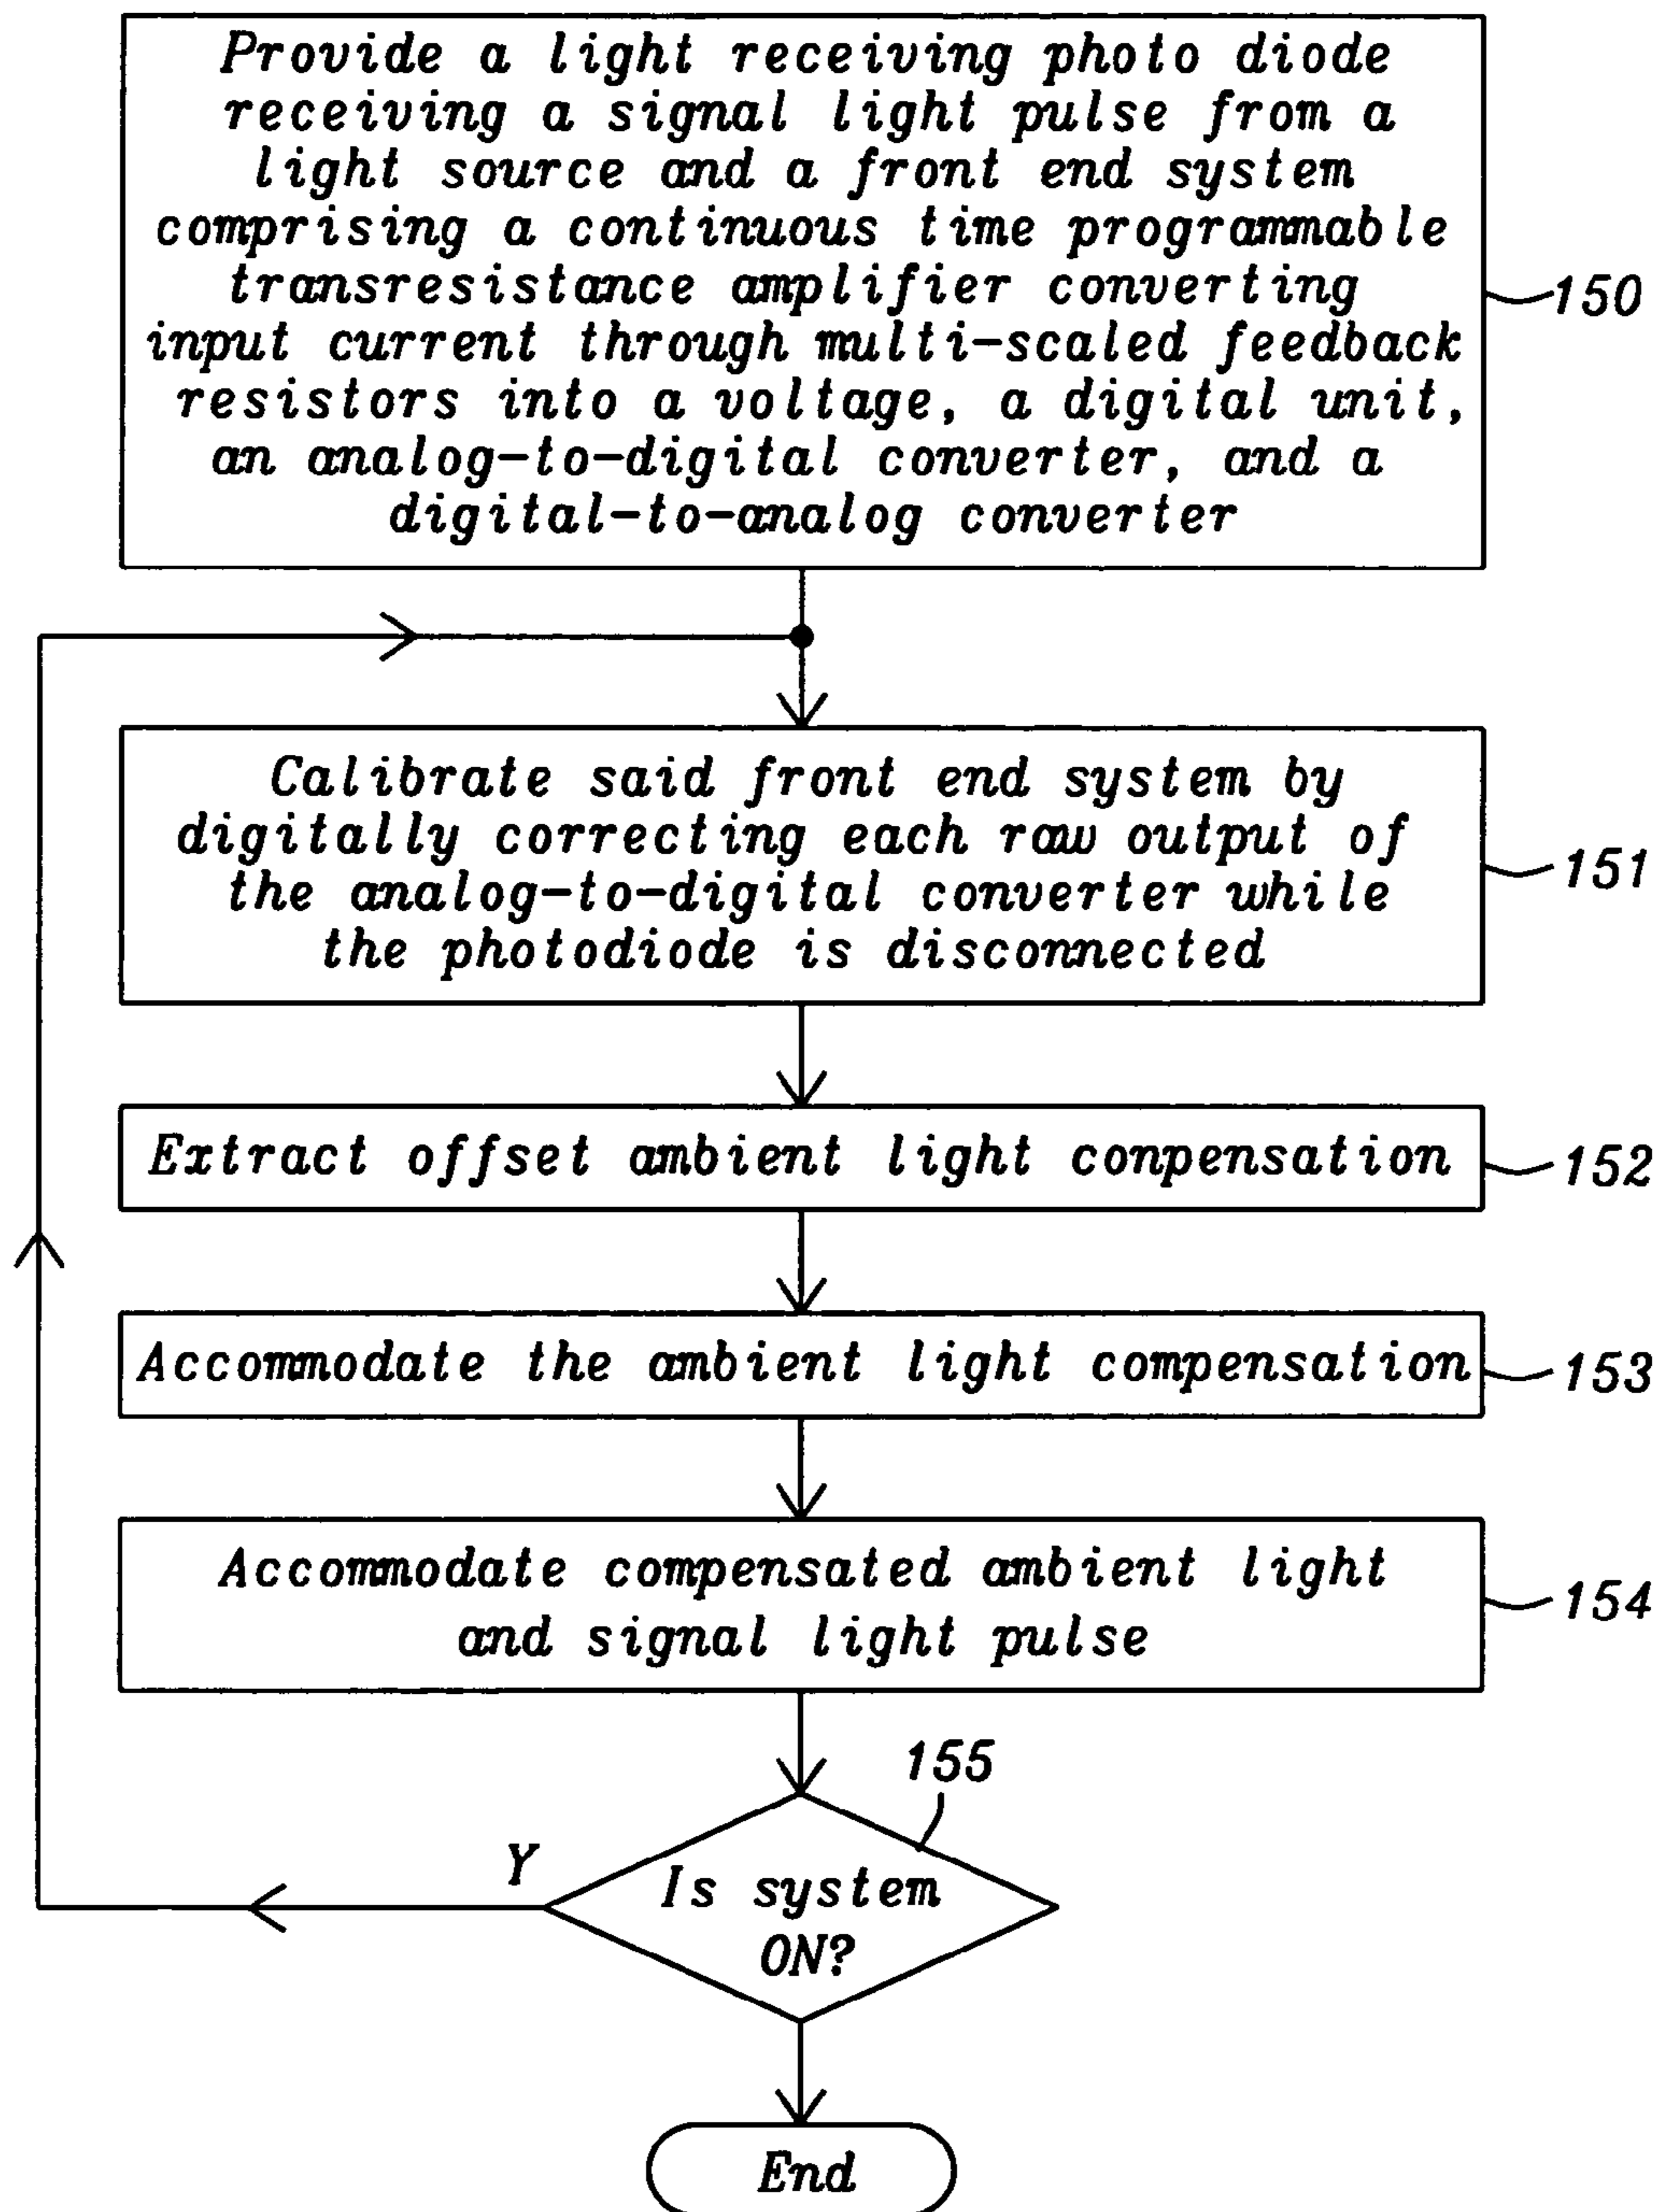 Provide a light receiving photo diode
receiving a signal light pulse from a
light source and a front end system
comprising a continuous time programmable
transresistance amplifier converting
input current through multi-scaled feedback
resistors into a voltage, a digital unit,
an analog-to-digital converter, and a
digital-to-analog converter
150
Calibrate said front end system by
digitally correcting each raw output of
the analog-to-digital converter while
the photodiode is disconnected
151
Extract offset ambient light conpensation
152
Accommodate the ambient light compensation
153
Accommodate compensated ambient light
and signal light pulse
154
155
Y
Is system
ON?
End